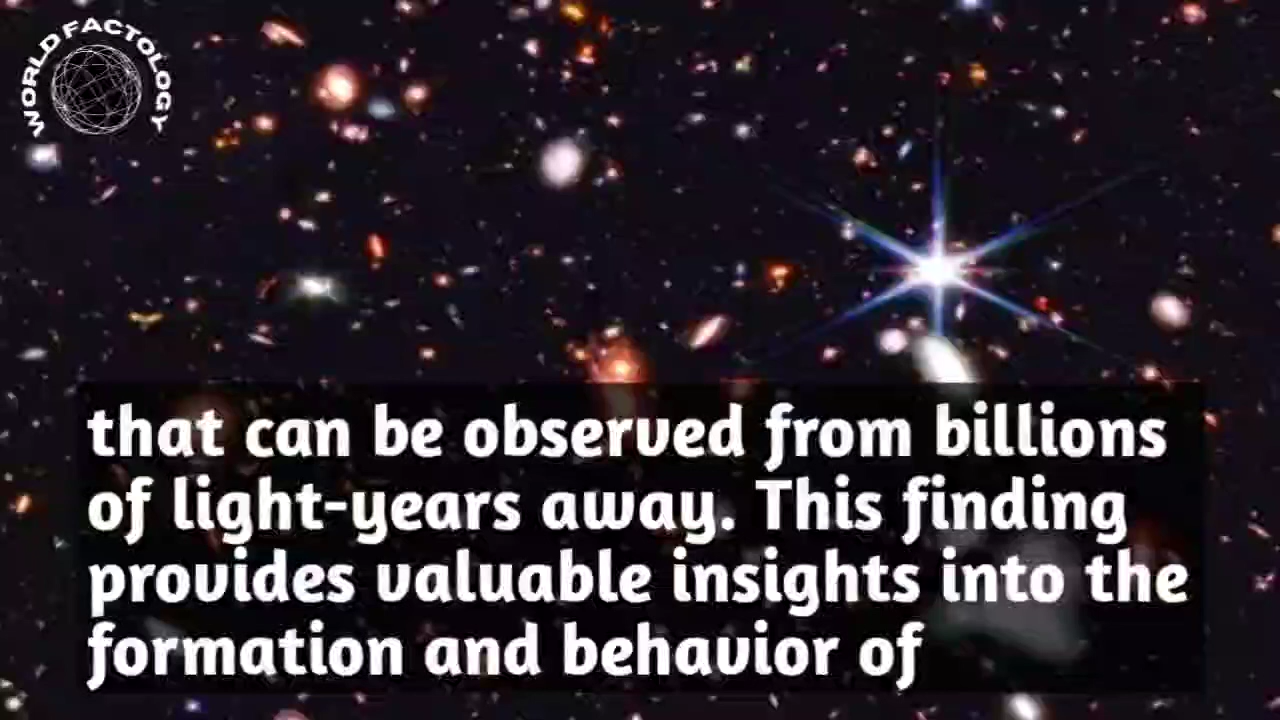 WORLD FACTOLOGY
that can be observed from billions
of light-years away. This finding
provides valuable insights into the
formation and behavior of